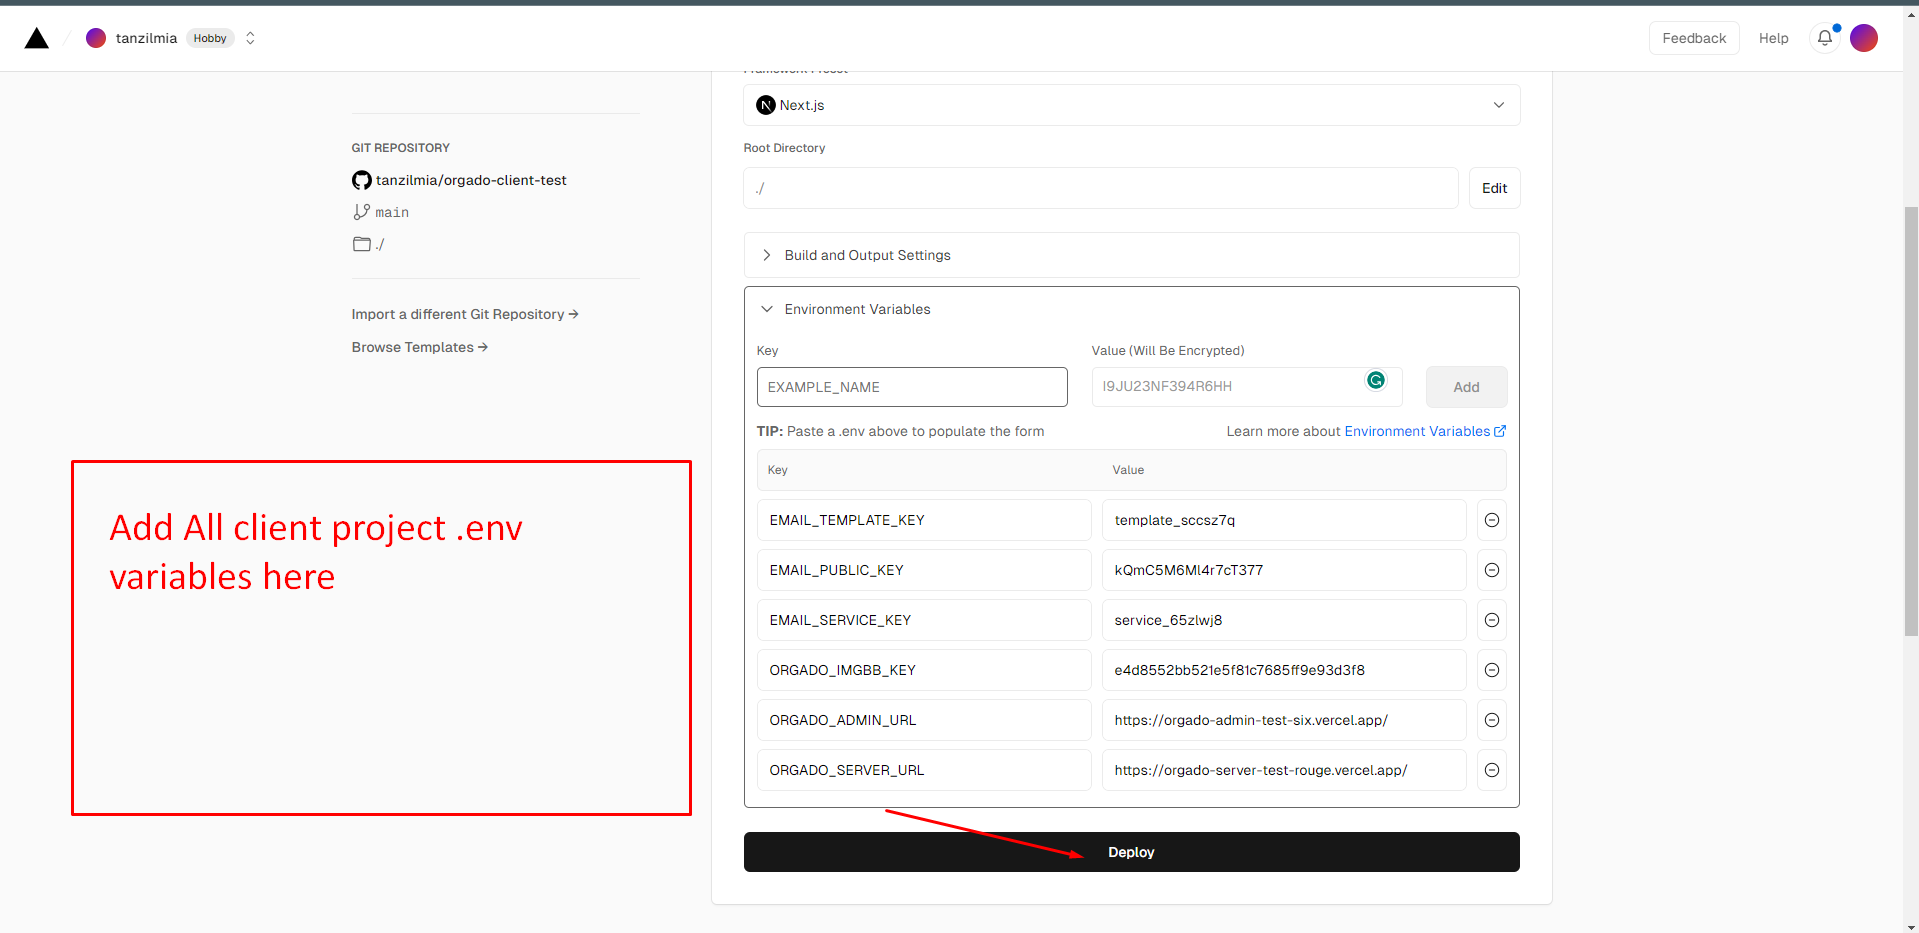 tanzilmia Hobby
Feedback Help
Framework Preset
Next.js
Root Directory
./
Edit
GIT REPOSITORY
tanzilmia/orgado-client-test
main
./
Import a different Git Repository →
Browse Templates →
Build and Output Settings
Environment Variables
Key Value (Will Be Encrypted)
EXAMPLE_NAME I9JU23NF394R6HH Add
TIP: Paste a .env above to populate the form Learn more about Environment Variables
Key Value
EMAIL_TEMPLATE_KEY template_sccsz7q
EMAIL_PUBLIC_KEY kQmC5M6Ml4r7cT377
EMAIL_SERVICE_KEY service_65zlwj8
ORGADO_IMGBB_KEY e4d8552bb521e5f81c7685ff9e93d3f8
ORGADO_ADMIN_URL https://orgado-admin-test-six.vercel.app/
ORGADO_SERVER_URL https://orgado-server-test-rouge.vercel.app/
Deploy
Add All client project .env
variables here